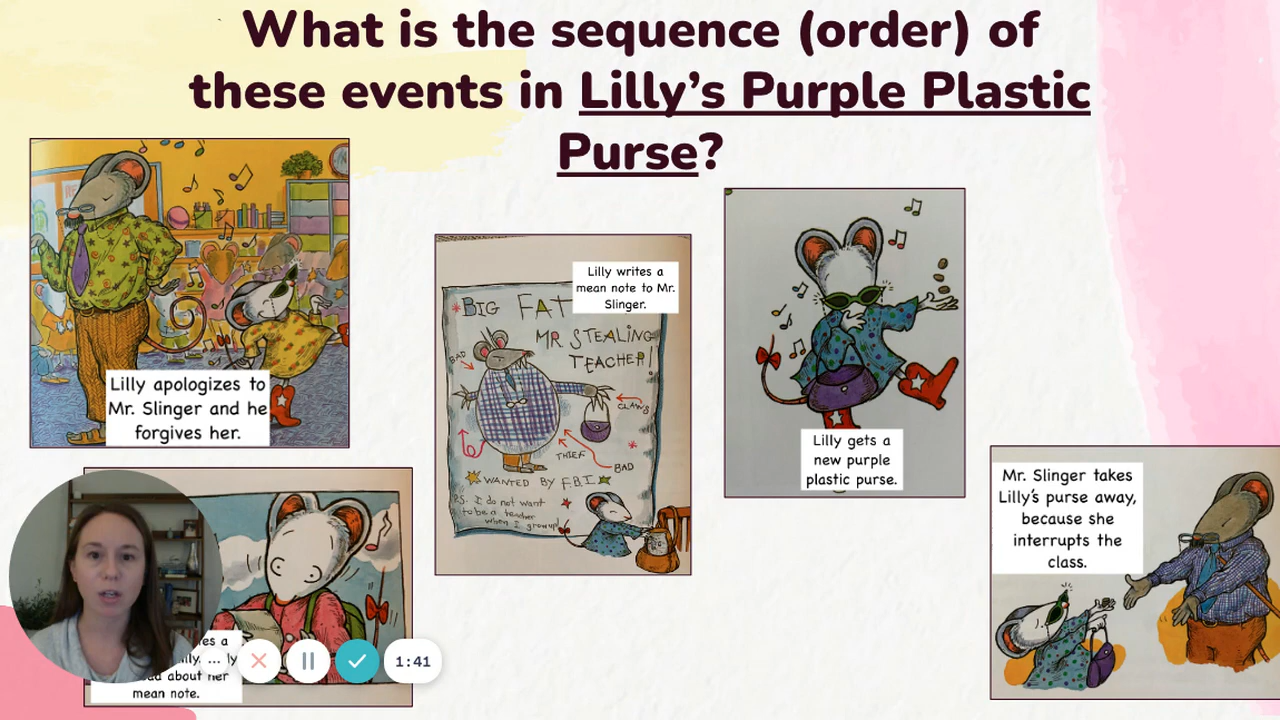 What is the sequence (order) of
these events in Lilly's Purple Plastic
Purse?
Lilly apologizes to
Mr. Slinger and he
forgives her.
Lilly writes a
mean note to Mr.
Slinger.
BIG FAT
MR. STEALING
TEACHER!
BAD
CLAWS
THIEF
BAD
WANTED BY F.B.I.
P.S. I do not want
to be a teacher
when I grow up!
Lilly gets a
new purple
plastic purse.
Mr. Slinger takes
Lilly's purse away,
because she
interrupts the
class.
a
about her
mean note.
1:41